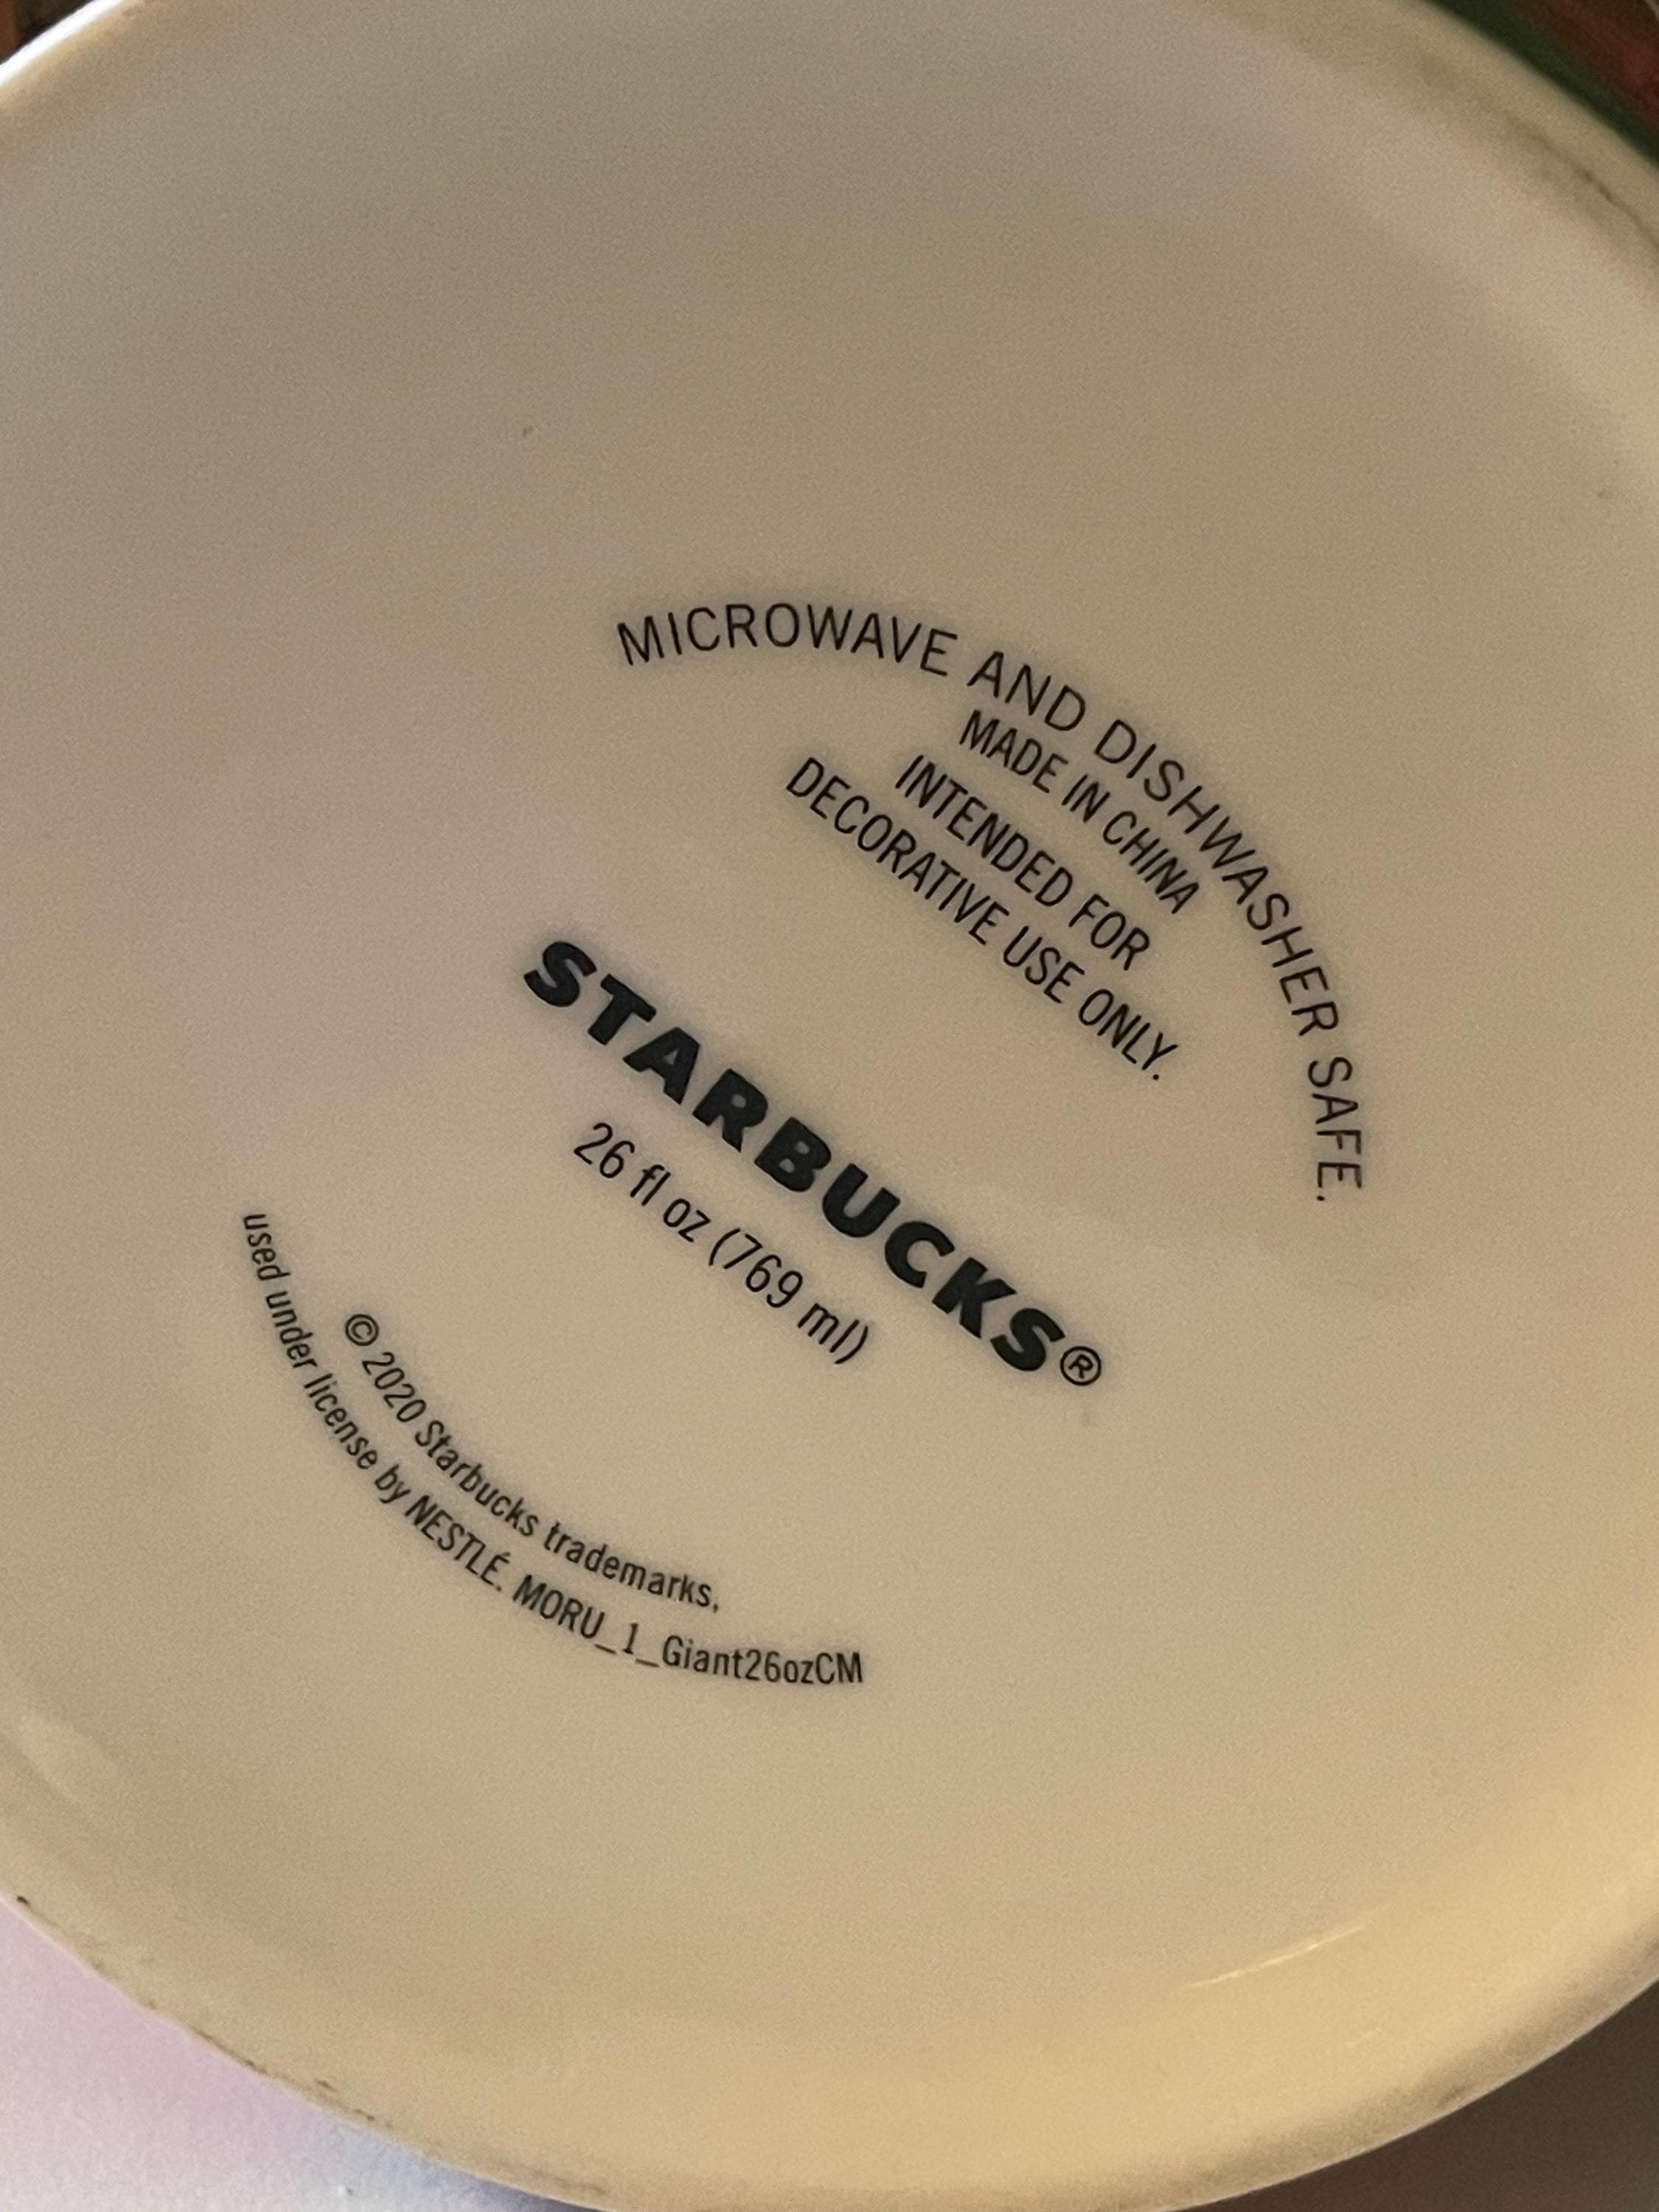 MICROWAVE AND DISHWASHER SAFE.
MADE IN CHINA
INTENDED FOR
DECORATIVE USE ONLY.
STARBUCKS®
26 fl oz (769 ml)
© 2020 Starbucks trademarks,
used under license by NESTLÉ. MORU_1_Giant26ozCM